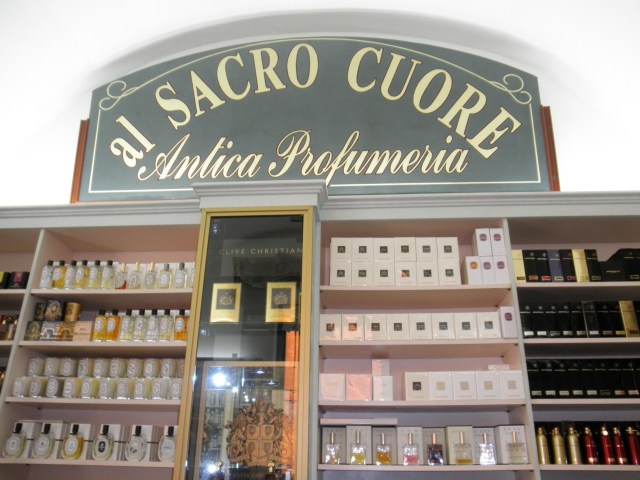 al SACRO CUORE
Antica Profumeria
CLIVE CHRISTIAN